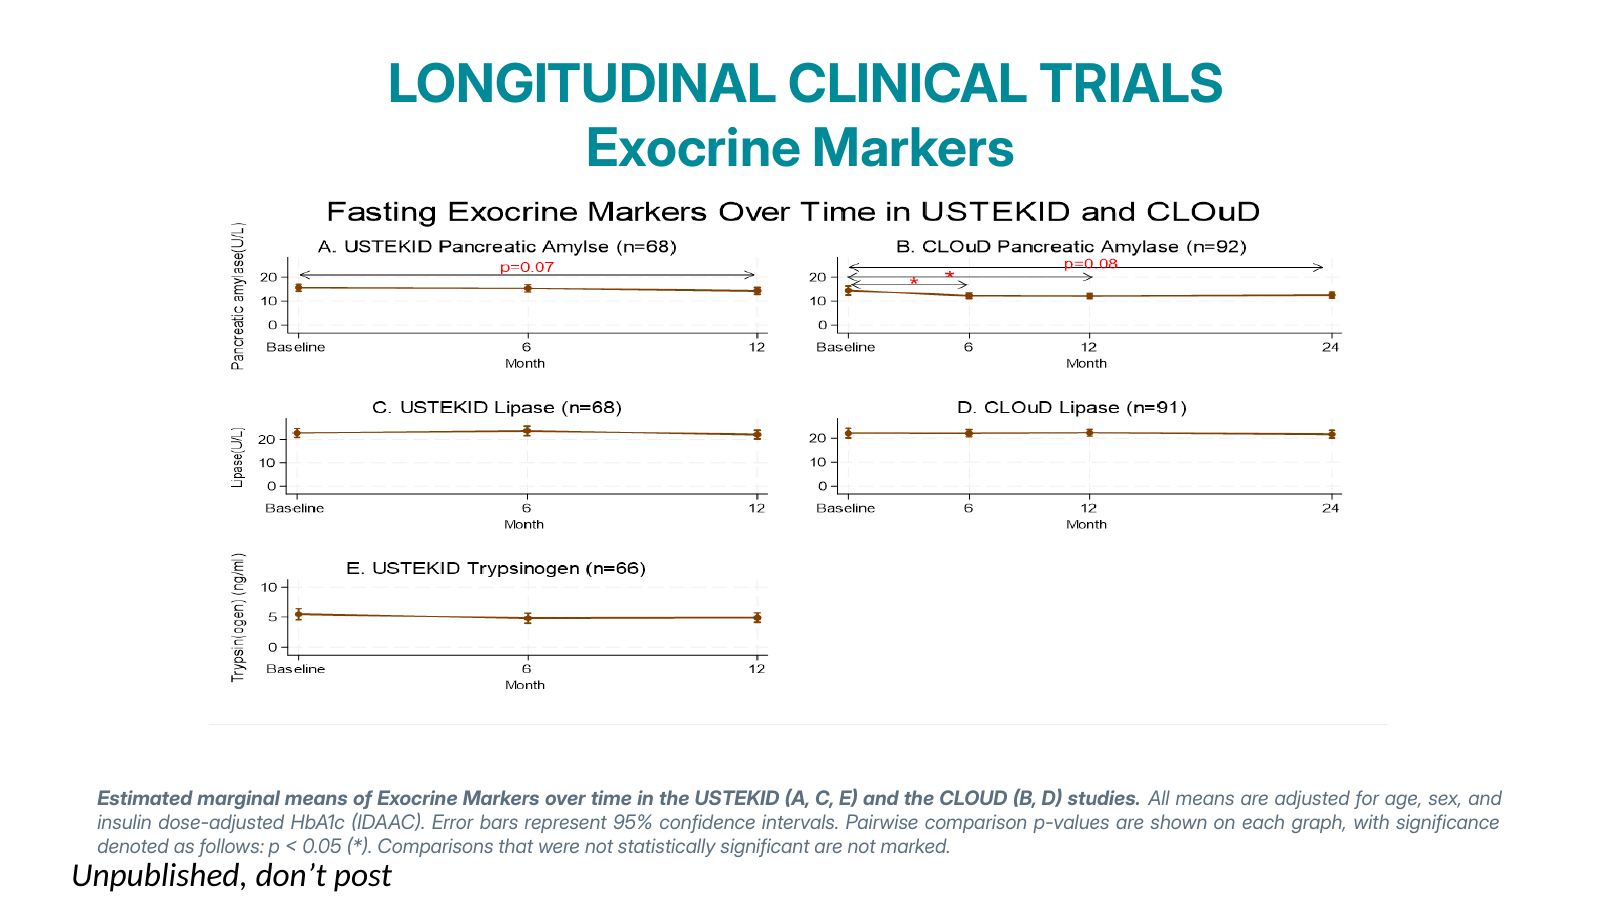 LONGITUDINAL CLINICAL TRIALS
Exocrine Markers
Fasting Exocrine Markers Over Time in USTEKID and CLOuD
A. USTEKID Pancreatic Amylse (n=68)
Pancreatic amylase(U/L)
p=0.07
20
10
0
Baseline 6 12
Month
B. CLOuD Pancreatic Amylase (n=92)
p=0.08
*
*
20
10
0
Baseline 6 12 24
Month
C. USTEKID Lipase (n=68)
Lipase(U/L)
20
10
0
Baseline 6 12
Month
D. CLOuD Lipase (n=91)
20
10
0
Baseline 6 12 24
Month
E. USTEKID Trypsinogen (n=66)
Trypsin(ogen) (ng/ml)
10
5
0
Baseline 6 12
Month
Estimated marginal means of Exocrine Markers over time in the USTEKID (A, C, E) and the CLOUD (B, D) studies. All means are adjusted for age, sex, and
insulin dose-adjusted HbA1c (IDAAC). Error bars represent 95% confidence intervals. Pairwise comparison p-values are shown on each graph, with significance
denoted as follows: p < 0.05 (*). Comparisons that were not statistically significant are not marked.
Unpublished, don’t post